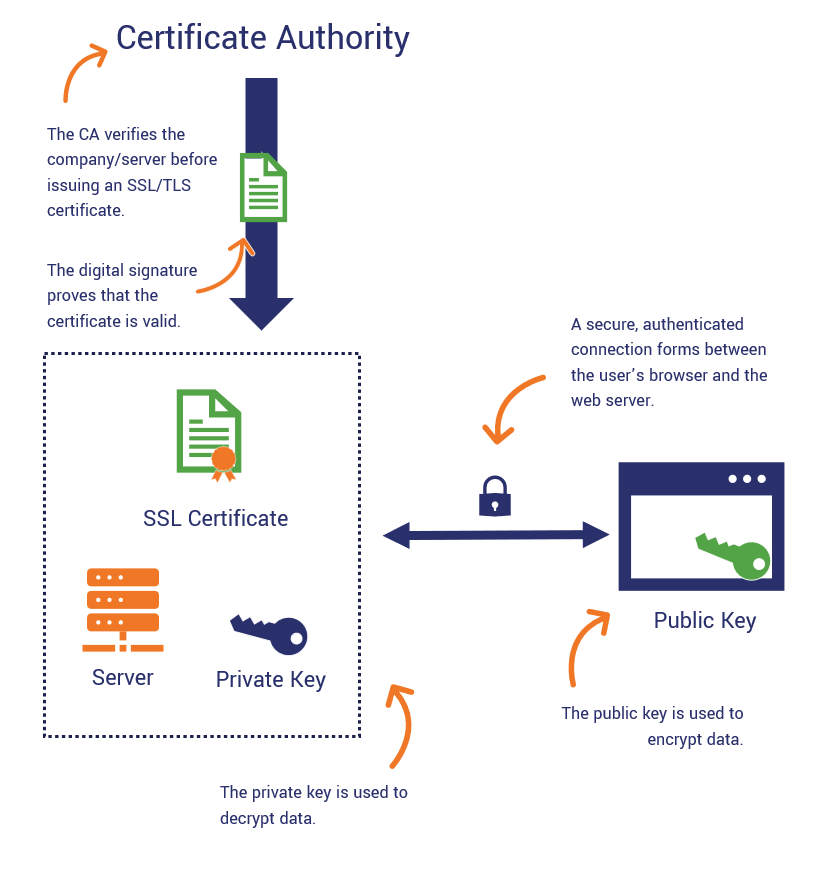 Certificate Authority
The CA verifies the
company/server before
issuing an SSL/TLS
certificate.
The digital signature
proves that the
certificate is valid.
A secure, authenticated
connection forms between
the user’s browser and the
web server.
SSL Certificate
Server
Private Key
Public Key
The public key is used to
encrypt data.
The private key is used to
decrypt data.